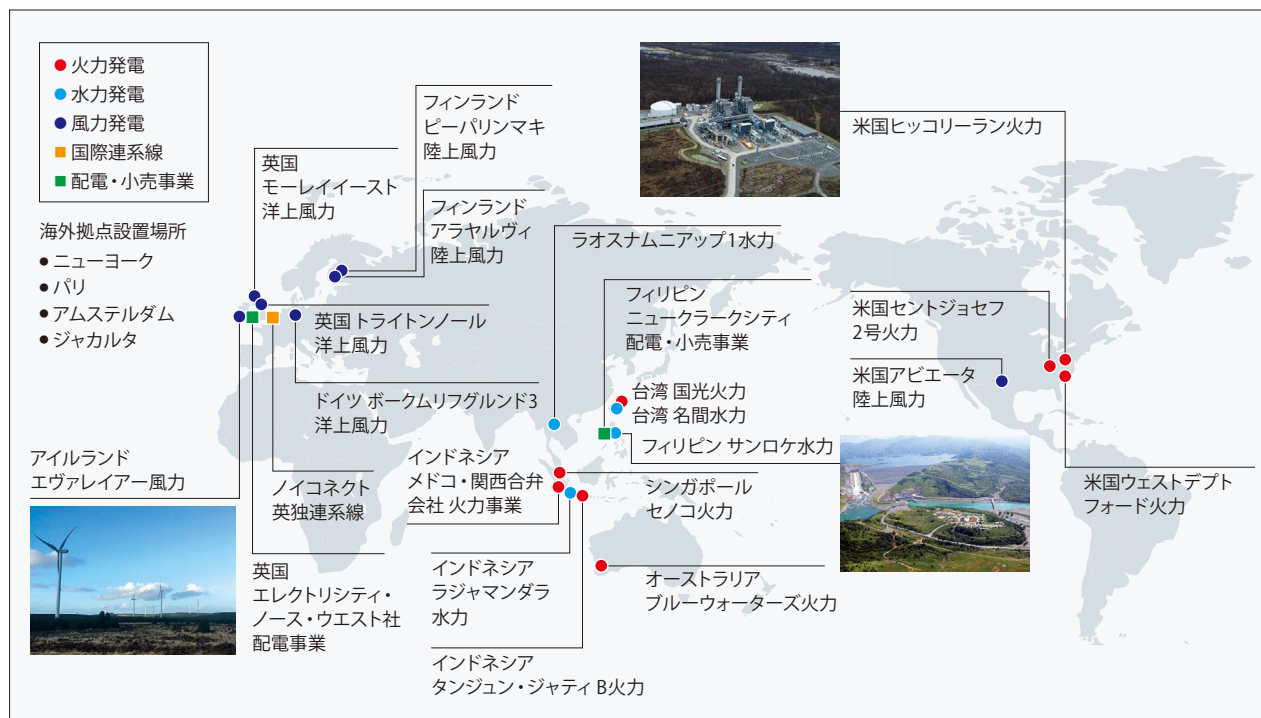 火力発電
水力発電
風力発電
国際連系線
配電・小売事業
海外拠点設置場所
● ニューヨーク
● パリ
● アムステルダム
● ジャカルタ
英国
モーレイイースト
洋上風力
フィンランド
ピーパリンマキ
陸上風力
フィンランド
アラヤルヴィ
陸上風力
英国 トライトンノール
洋上風力
ドイツ ボークムリフグルンド3
洋上風力
アイルランド
エヴァレイアー風力
ノイコネクト
英独連系線
英国
エレクトリシティ・
ノース・ウエスト社
配電事業
インドネシア
メドコ・関西合弁
会社 火力事業
インドネシア
ラジャマンダラ
水力
インドネシア
タンジュン・ジャティ B火力
ラオスナムニアップ1水力
フィリピン
ニュークラークシティ
配電・小売事業
台湾 国光火力
台湾 名間水力
フィリピン サンロケ水力
シンガポール
セノコ火力
オーストラリア
ブルーウォーターズ火力
米国ヒッコリーラン火力
米国セントジョセフ
2号火力
米国アビエータ
陸上風力
米国ウェストデプト
フォード火力